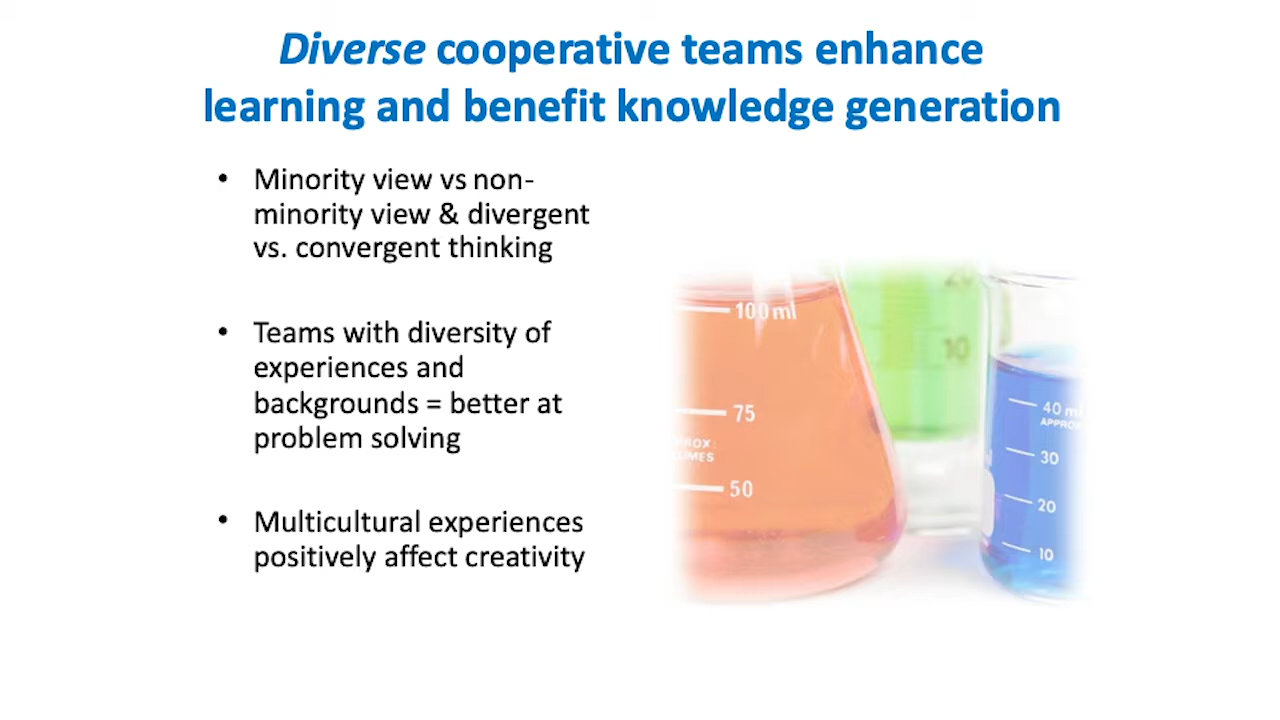 Diverse cooperative teams enhance
learning and benefit knowledge generation
• Minority view vs non-
minority view & divergent
vs. convergent thinking
• Teams with diversity of
experiences and
backgrounds = better at
problem solving
• Multicultural experiences
positively affect creativity
100ml
75
50
20
10
40 ml
30
20
10